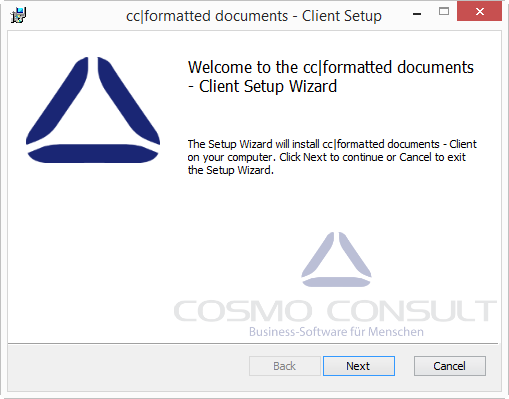 cc|formatted documents - Client Setup
Welcome to the cc|formatted documents
- Client Setup Wizard
The Setup Wizard will install cc|formatted documents - Client
on your computer. Click Next to continue or Cancel to exit
the Setup Wizard.
COSMO CONSULT
Business-Software für Menschen
Back
Next
Cancel